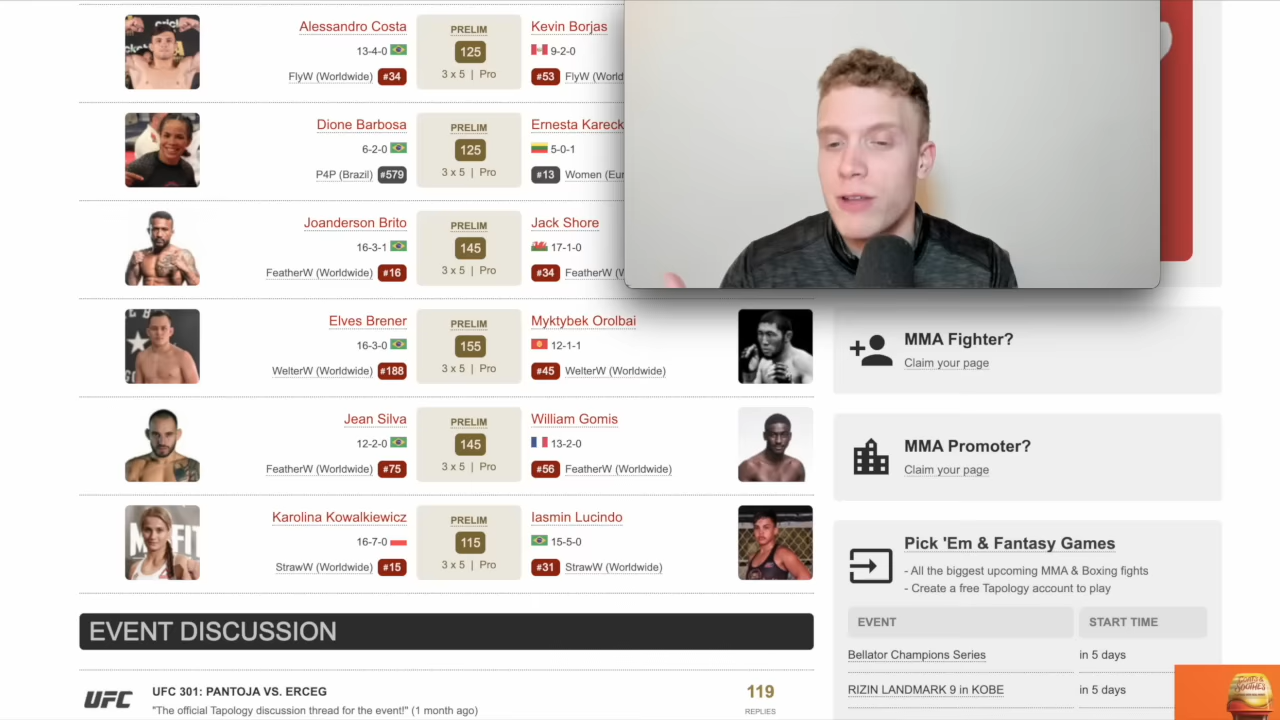 Alessandro Costa
PRELIM
Kevin Borjas
13-4-0
125
9-2-0
FlyW (Worldwide) #34
3 x 5 | Pro
#53 FlyW (World
Dione Barbosa
PRELIM
Ernesta Kareck
6-2-0
125
5-0-1
P4P (Brazil) #579
3 x 5 | Pro
#13 Women (Eur
Joanderson Brito
PRELIM
Jack Shore
16-3-1
145
17-1-0
FeatherW (Worldwide) #16
3 x 5 | Pro
#34 FeatherW (W
Elves Brener
PRELIM
Myktybek Orolbai
16-3-0
155
12-1-1
WelterW (Worldwide) #188
3 x 5 | Pro
#45 WelterW (Worldwide)
Jean Silva
PRELIM
William Gomis
12-2-0
145
13-2-0
FeatherW (Worldwide) #75
3 x 5 | Pro
#56 FeatherW (Worldwide)
Karolina Kowalkiewicz
PRELIM
Iasmin Lucindo
16-7-0
115
15-5-0
StrawW (Worldwide) #15
3 x 5 | Pro
#31 StrawW (Worldwide)
EVENT DISCUSSION
UFC
UFC 301: PANTOJA VS. ERCEG
"The official Tapology discussion thread for the event!" (1 month ago)
119
REPLIES
MMA Fighter?
Claim your page
MMA Promoter?
Claim your page
Pick 'Em & Fantasy Games
- All the biggest upcoming MMA & Boxing fights
- Create a free Tapology account to play
EVENT
START TIME
Bellator Champions Series
in 5 days
RIZIN LANDMARK 9 in KOBE
in 5 days